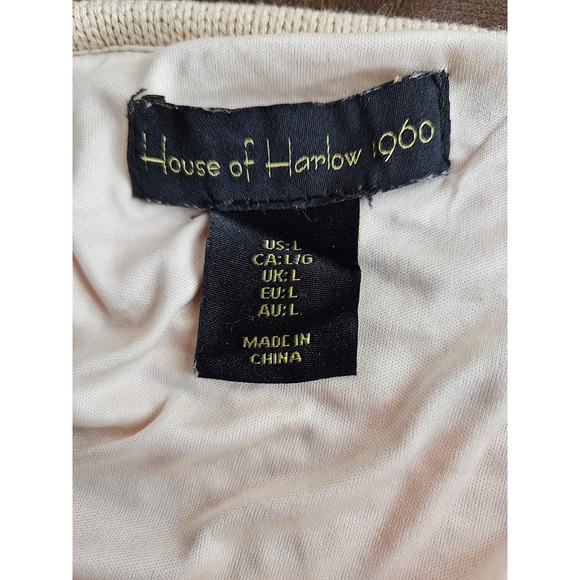 House of Harlow 1960
US: L
CA: L/G
UK: L
EU: L
AU: L
MADE IN
CHINA